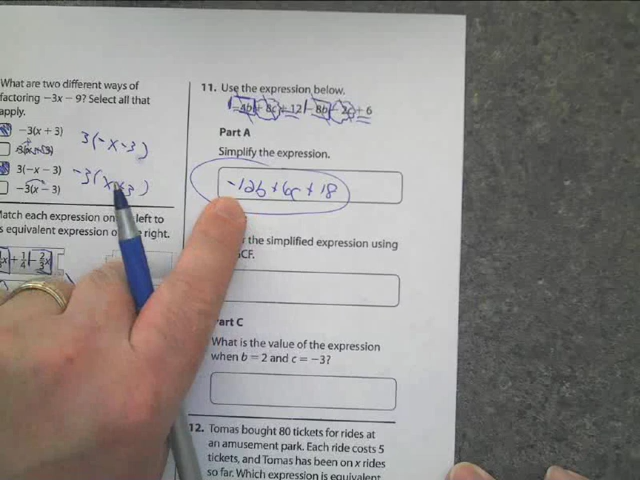 What are two different ways of
factoring −3x − 9? Select all that
apply.
−3(x + 3)
3(-x-3)
3(−x − 3)
-3(x+3)
−3(x − 3)
Match each expression on left to
equivalent expression on right.
11. Use the expression below.
−4b + 8c + 12 − 8b − 2c + 6
Part A
Simplify the expression.
-12b + 6c + 18
the simplified expression using
GCF.
Part C
What is the value of the expression
when b = 2 and c = −3?
12. Tomas bought 80 tickets for rides at
an amusement park. Each ride costs 5
tickets, and Tomas has been on x rides
so far. Which expression is equivalent